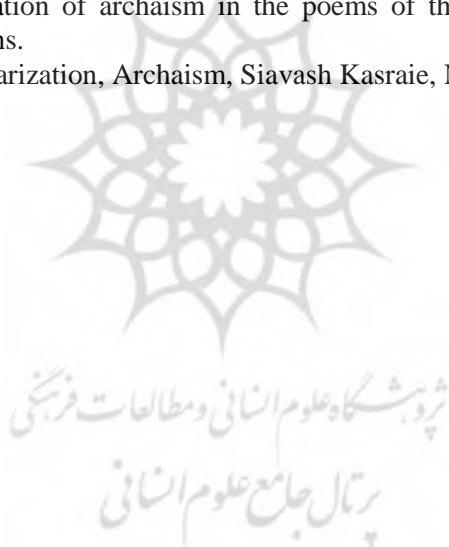 ation of archaism in the poems of th
ns.
arization, Archaism, Siavash Kasraie, N
پژوهشگاه علوم انسانی و مطالعات فرهنگی
پرتال جامع علوم انسانی